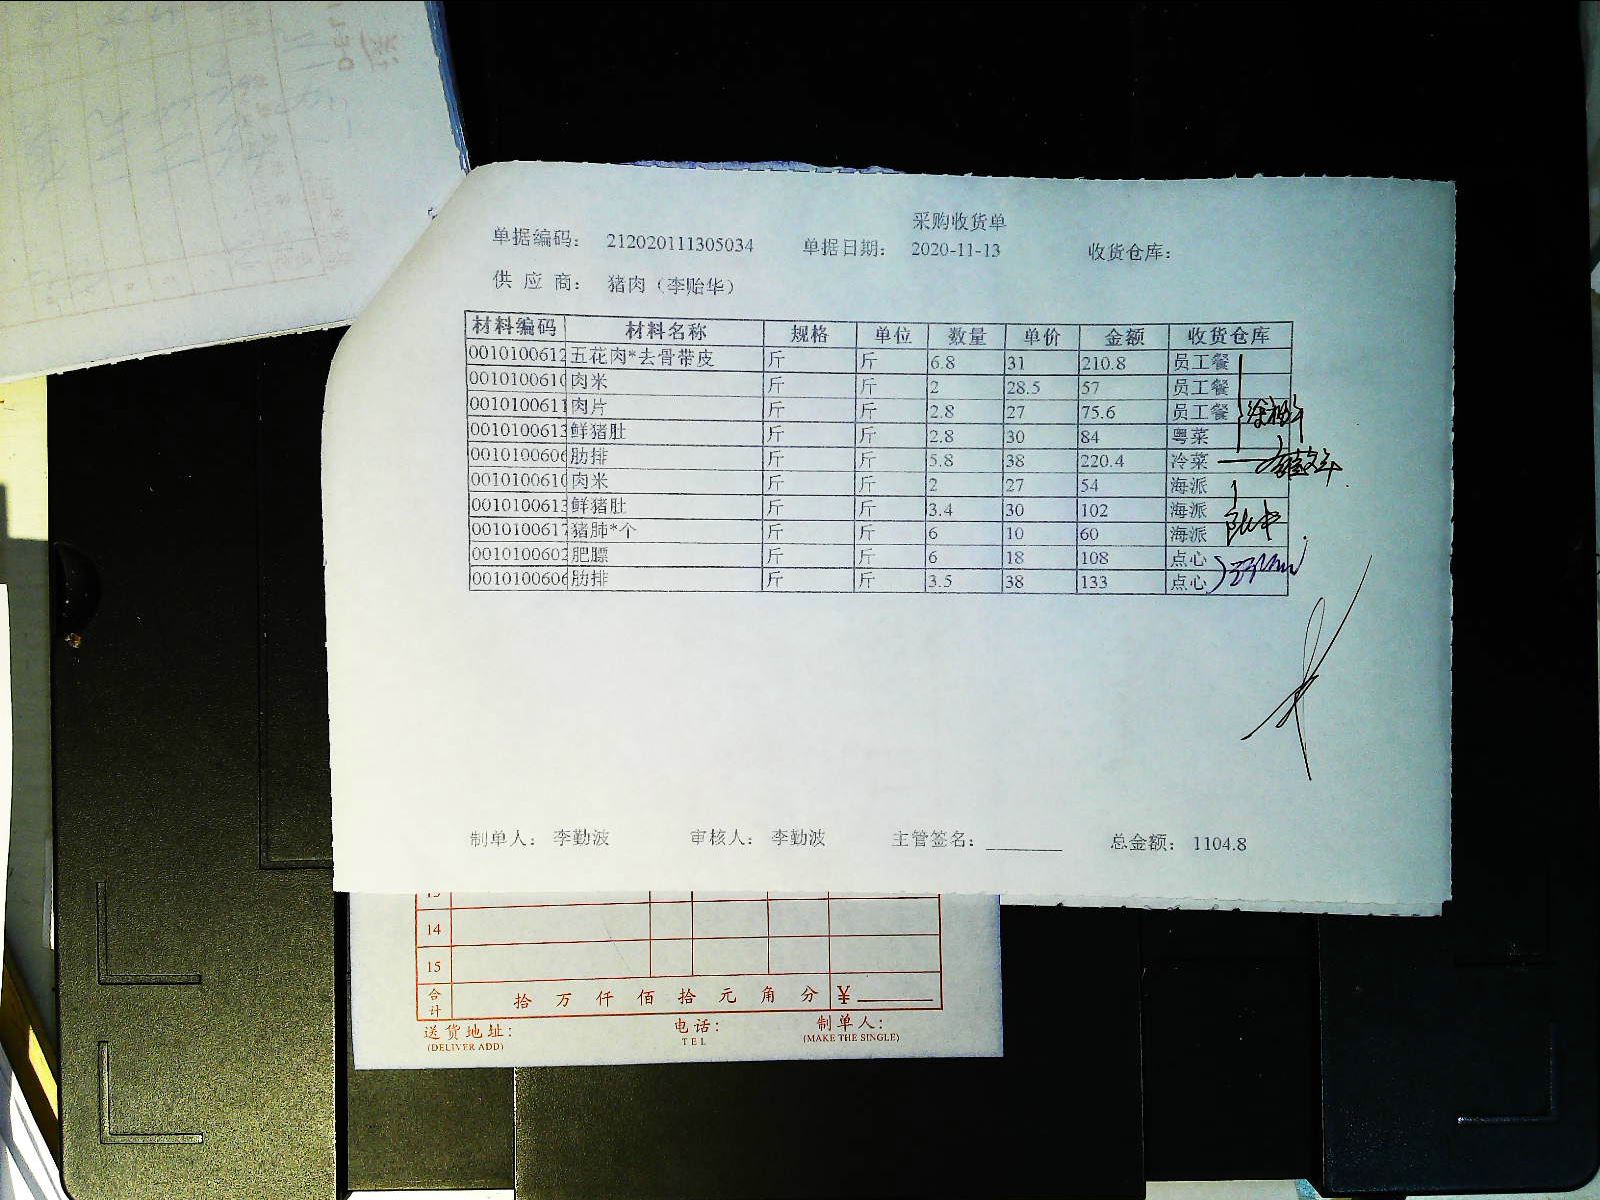 采购收货单
单据编码： 212020111305034 单据日期： 2020-11-13 收货仓库：
供 应 商： 猪肉（李贻华）
材料编码 材料名称 规格 单位 数量 单价 金额 收货仓库
0010100612 五花肉*去骨带皮 斤 斤 6.8 31 210.8 员工餐
0010100610 肉米 斤 斤 2 28.5 57 员工餐
0010100611 肉片 斤 斤 2.8 27 75.6 员工餐
0010100613 鲜猪肚 斤 斤 2.8 30 84 粤菜
0010100606 肋排 斤 斤 5.8 38 220.4 冷菜
0010100610 肉米 斤 斤 2 27 54 海派
0010100613 鲜猪肚 斤 斤 3.4 30 102 海派
0010100617 猪肺*个 斤 斤 6 10 60 海派
0010100602 肥膘 斤 斤 6 18 108 点心
0010100606 肋排 斤 斤 3.5 38 133 点心
制单人： 李勤波 审核人： 李勤波 主管签名： 总金额： 1104.8
14
15
合计 拾 万 仟 佰 拾 元 角 分 ¥
送货地址： 电话： 制单人：
(DELIVER ADD) TEL (MAKE THE SINGLE)